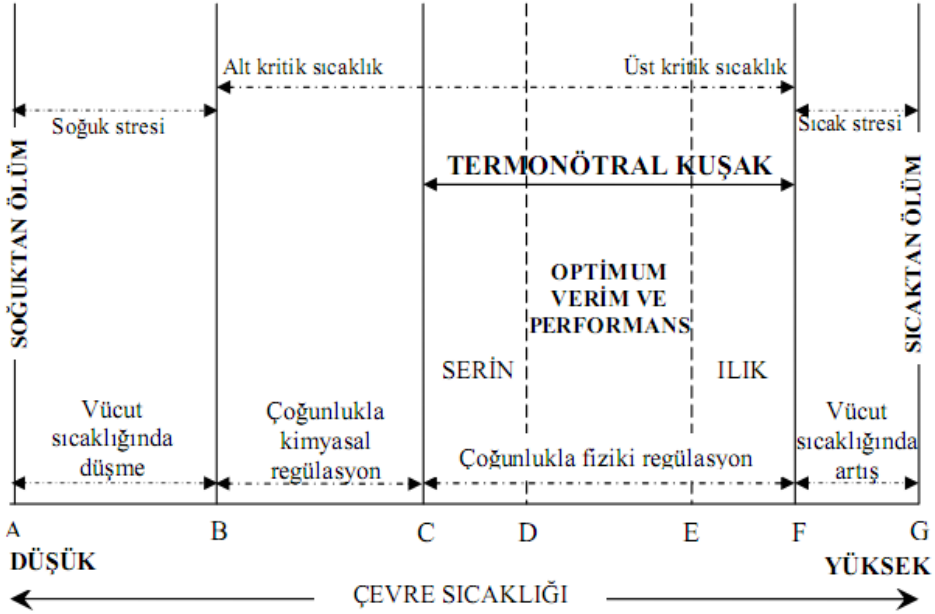 Alt kritik sıcaklık
Üst kritik sıcaklık
Soğuk stresi
Sıcak stresi
TERMONÖTRAL KUŞAK
SOĞUKTAN ÖLÜM
SICAKTAN ÖLÜM
OPTİMUM
VERİM VE
PERFORMANS
SERİN
ILIK
Vücut
sıcaklığında
düşme
Çoğunlukla
kimyasal
regülasyon
Çoğunlukla fiziki regülasyon
Vücut
sıcaklığında
artış
A
B
C
D
E
F
G
DÜŞÜK
YÜKSEK
ÇEVRE SICAKLIĞI